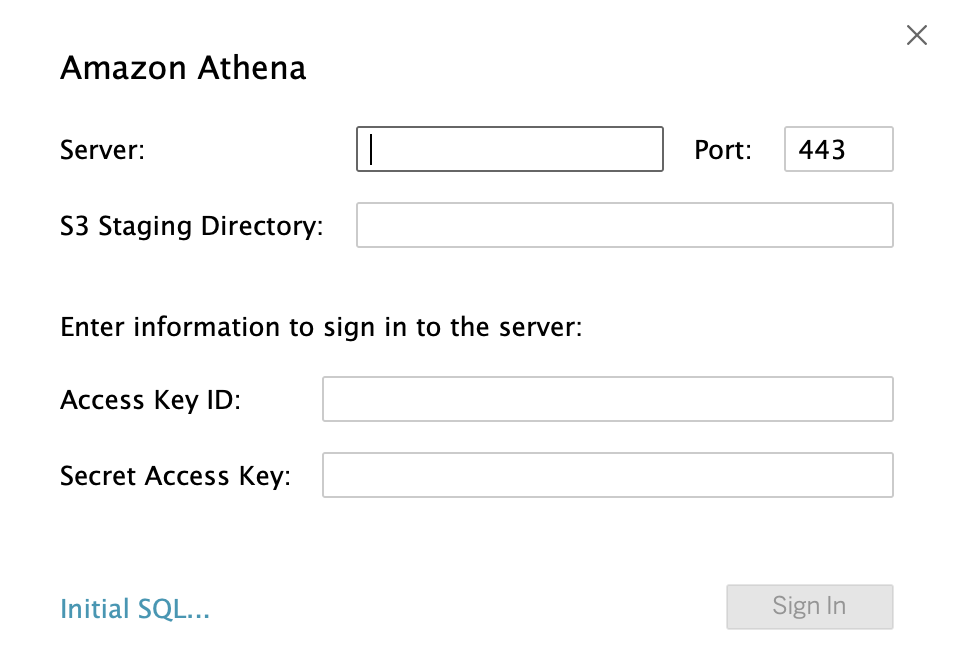 Amazon Athena
Server:
Port: 443
S3 Staging Directory:
Enter information to sign in to the server:
Access Key ID:
Secret Access Key:
Initial SQL...
Sign In